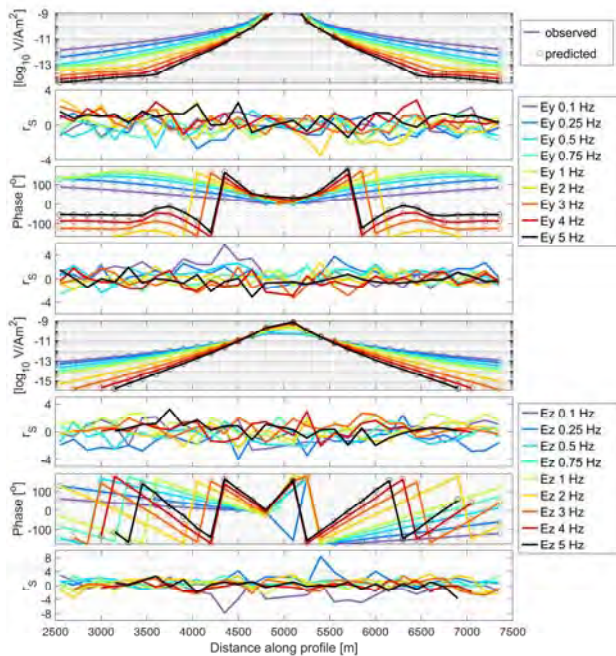 -9
-11
-13
[log10 V/Am²]
observed
predicted
4
0
-4
rS
Ey 0.1 Hz
Ey 0.25 Hz
Ey 0.5 Hz
Ey 0.75 Hz
Ey 1 Hz
Ey 2 Hz
Ey 3 Hz
Ey 4 Hz
Ey 5 Hz
100
0
-100
Phase [°]
4
0
-4
rS
-9
-11
-13
-15
[log10 V/Am²]
4
0
-4
rS
Ez 0.1 Hz
Ez 0.25 Hz
Ez 0.5 Hz
Ez 0.75 Hz
Ez 1 Hz
Ez 2 Hz
Ez 3 Hz
Ez 4 Hz
Ez 5 Hz
100
0
-100
Phase [°]
8
4
0
-4
-8
rS
2500 3000 3500 4000 4500 5000 5500 6000 6500 7000 7500
Distance along profile [m]